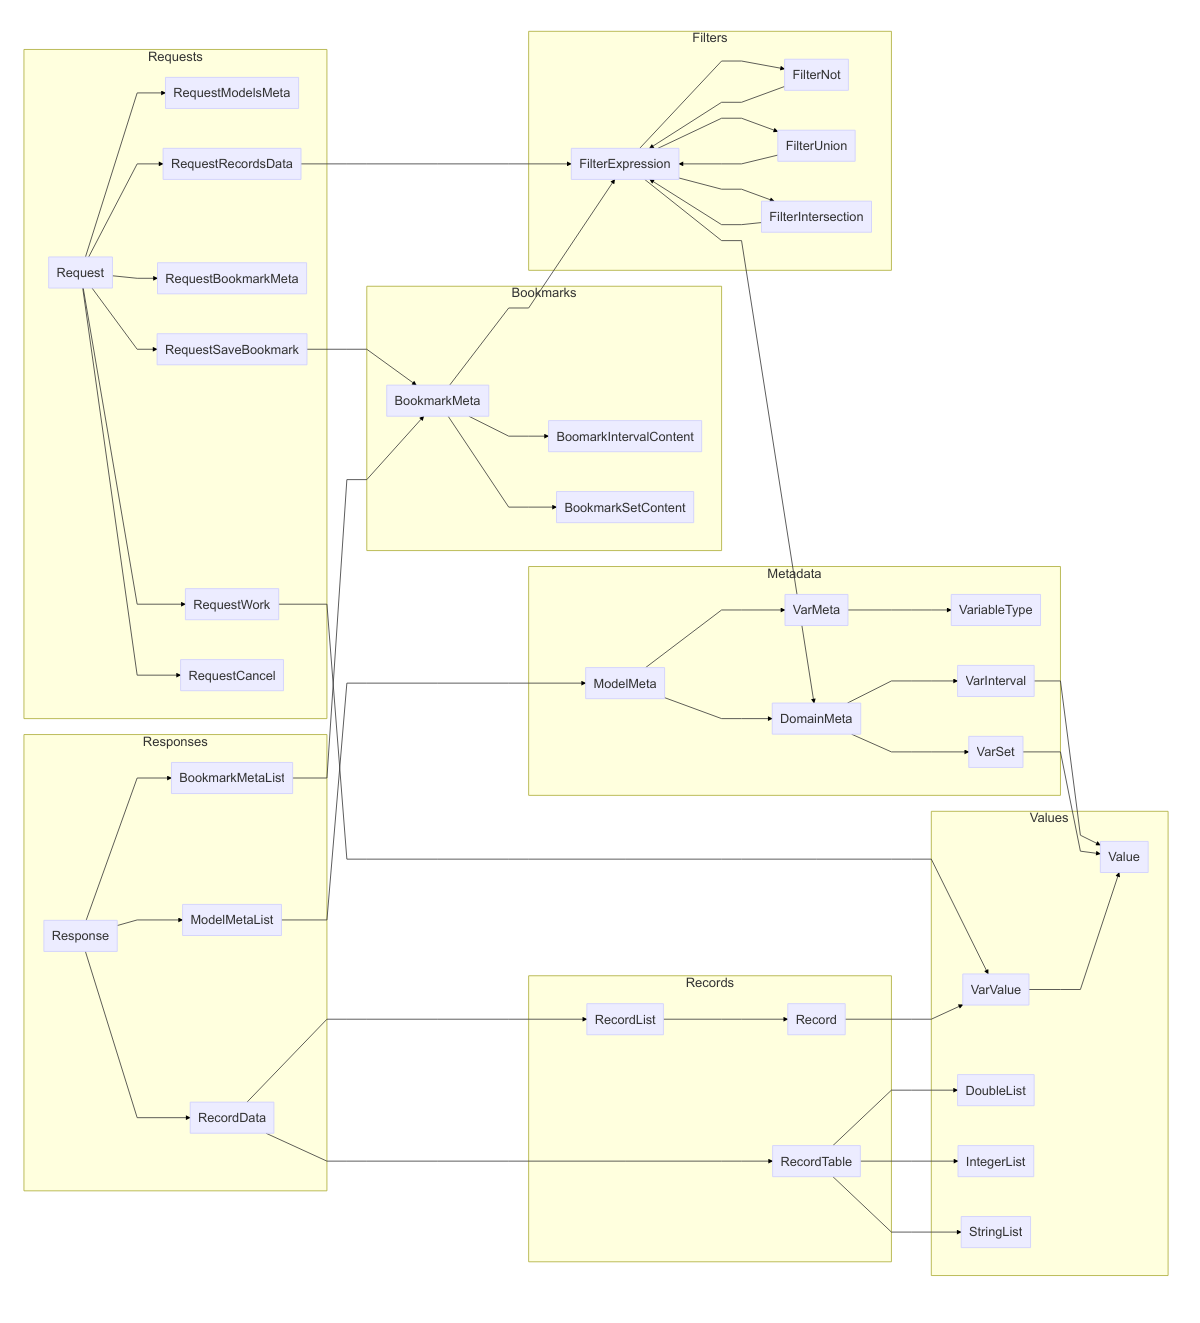 Requests
RequestModelsMeta
RequestRecordsData
Request
RequestBookmarkMeta
RequestSaveBookmark
RequestWork
RequestCancel
Filters
FilterNot
FilterUnion
FilterExpression
FilterIntersection
Bookmarks
BookmarkMeta
BoomarkIntervalContent
BookmarkSetContent
Metadata
VarMeta
VariableType
ModelMeta
VarInterval
DomainMeta
VarSet
Responses
BookmarkMetaList
ModelMetaList
Response
RecordData
Records
RecordList
Record
RecordTable
Values
Value
VarValue
DoubleList
IntegerList
StringList